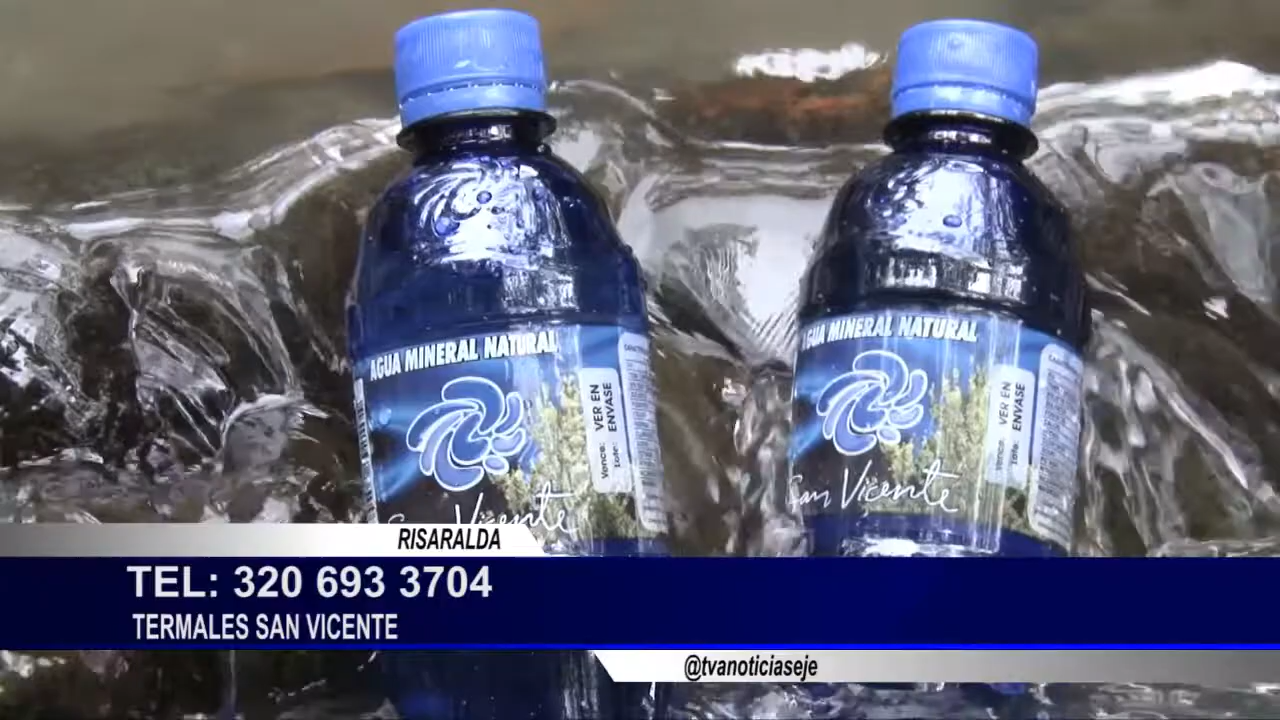 AGUA MINERAL NATURAL
VER EN
ENVASE
Vence:
Lote:
San Vicente
AGUA MINERAL NATURAL
VER EN
ENVASE
Vence:
Lote:
San Vicente
RISARALDA
TEL: 320 693 3704
TERMALES SAN VICENTE
@tvanoticiaseje